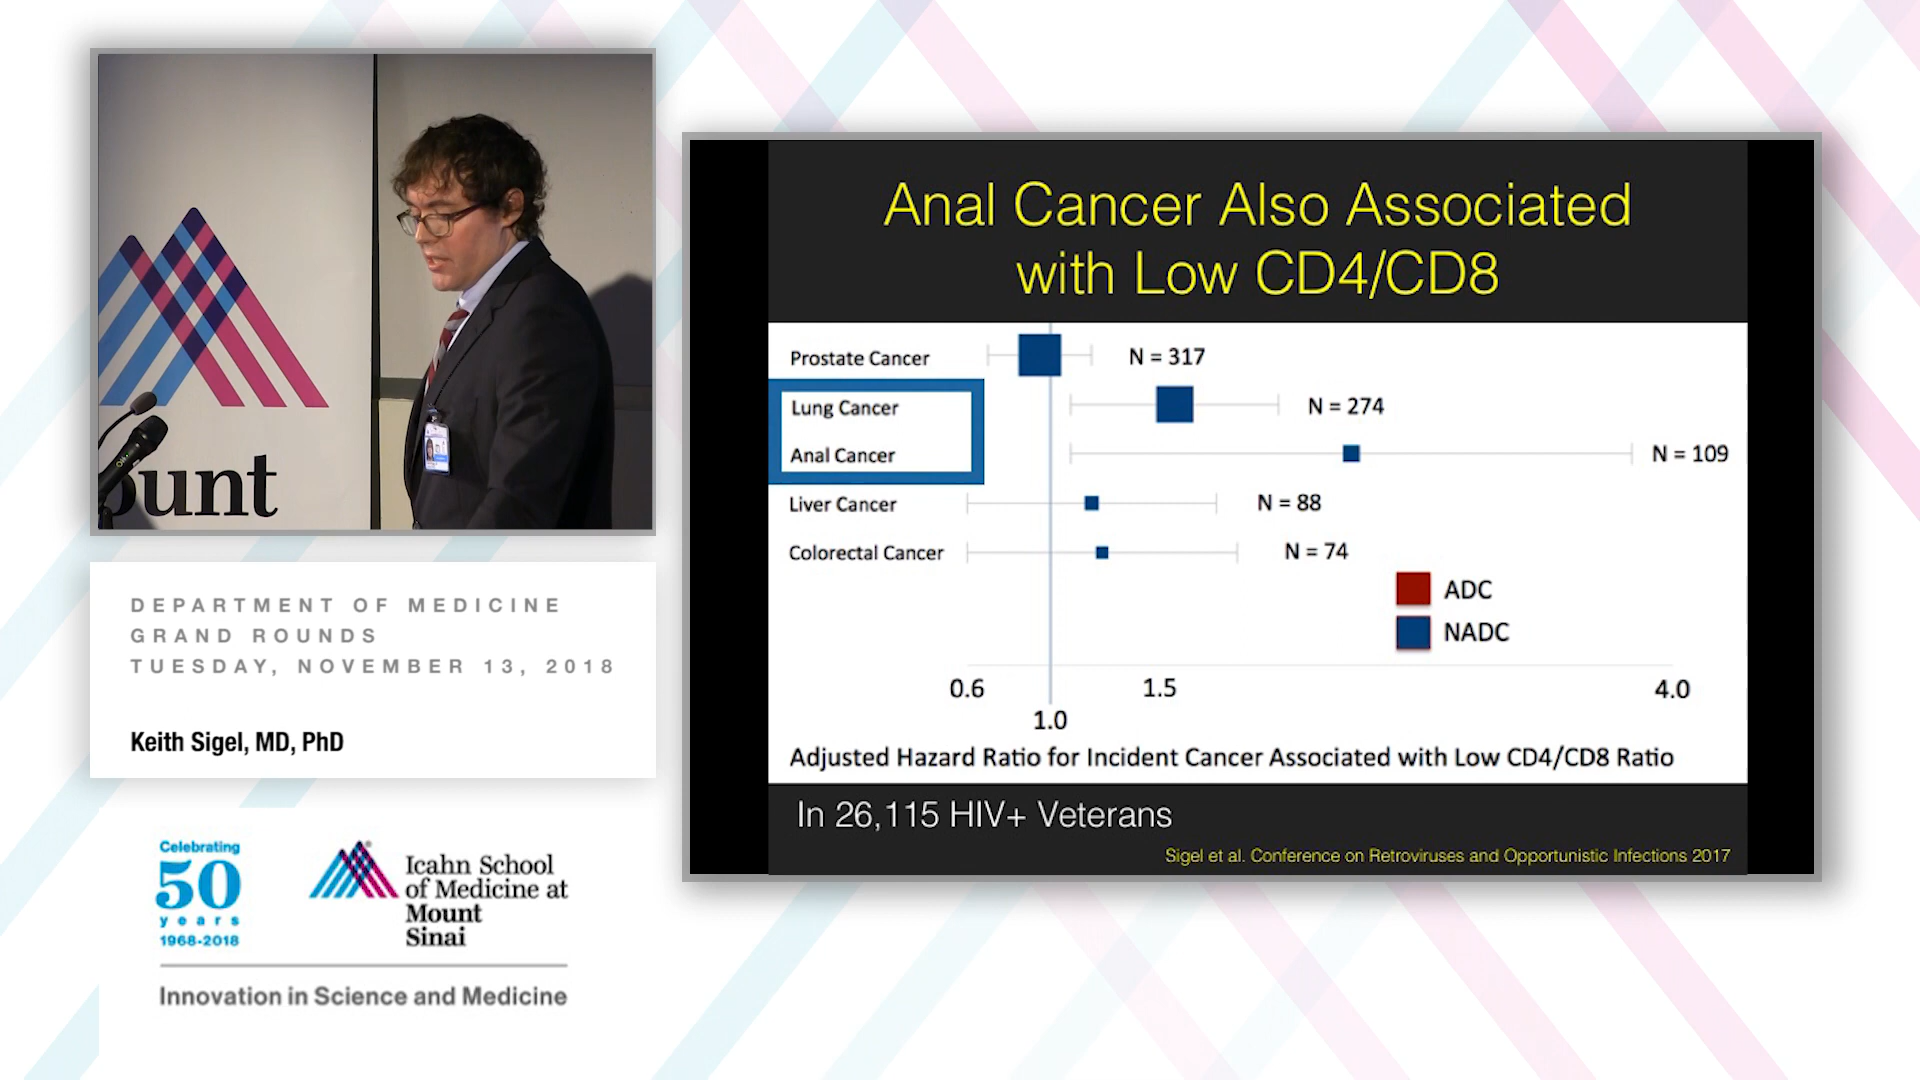 ount
DEPARTMENT OF MEDICINE
GRAND ROUNDS
TUESDAY, NOVEMBER 13, 2018
Keith Sigel, MD, PhD
Celebrating
50
years
1968-2018
Icahn School
of Medicine at
Mount
Sinai
Innovation in Science and Medicine
Anal Cancer Also Associated
with Low CD4/CD8
Prostate Cancer N = 317
Lung Cancer N = 274
Anal Cancer N = 109
Liver Cancer N = 88
Colorectal Cancer N = 74
ADC
NADC
0.6 1.5 4.0
1.0
Adjusted Hazard Ratio for Incident Cancer Associated with Low CD4/CD8 Ratio
In 26,115 HIV+ Veterans
Sigel et al. Conference on Retroviruses and Opportunistic Infections 2017